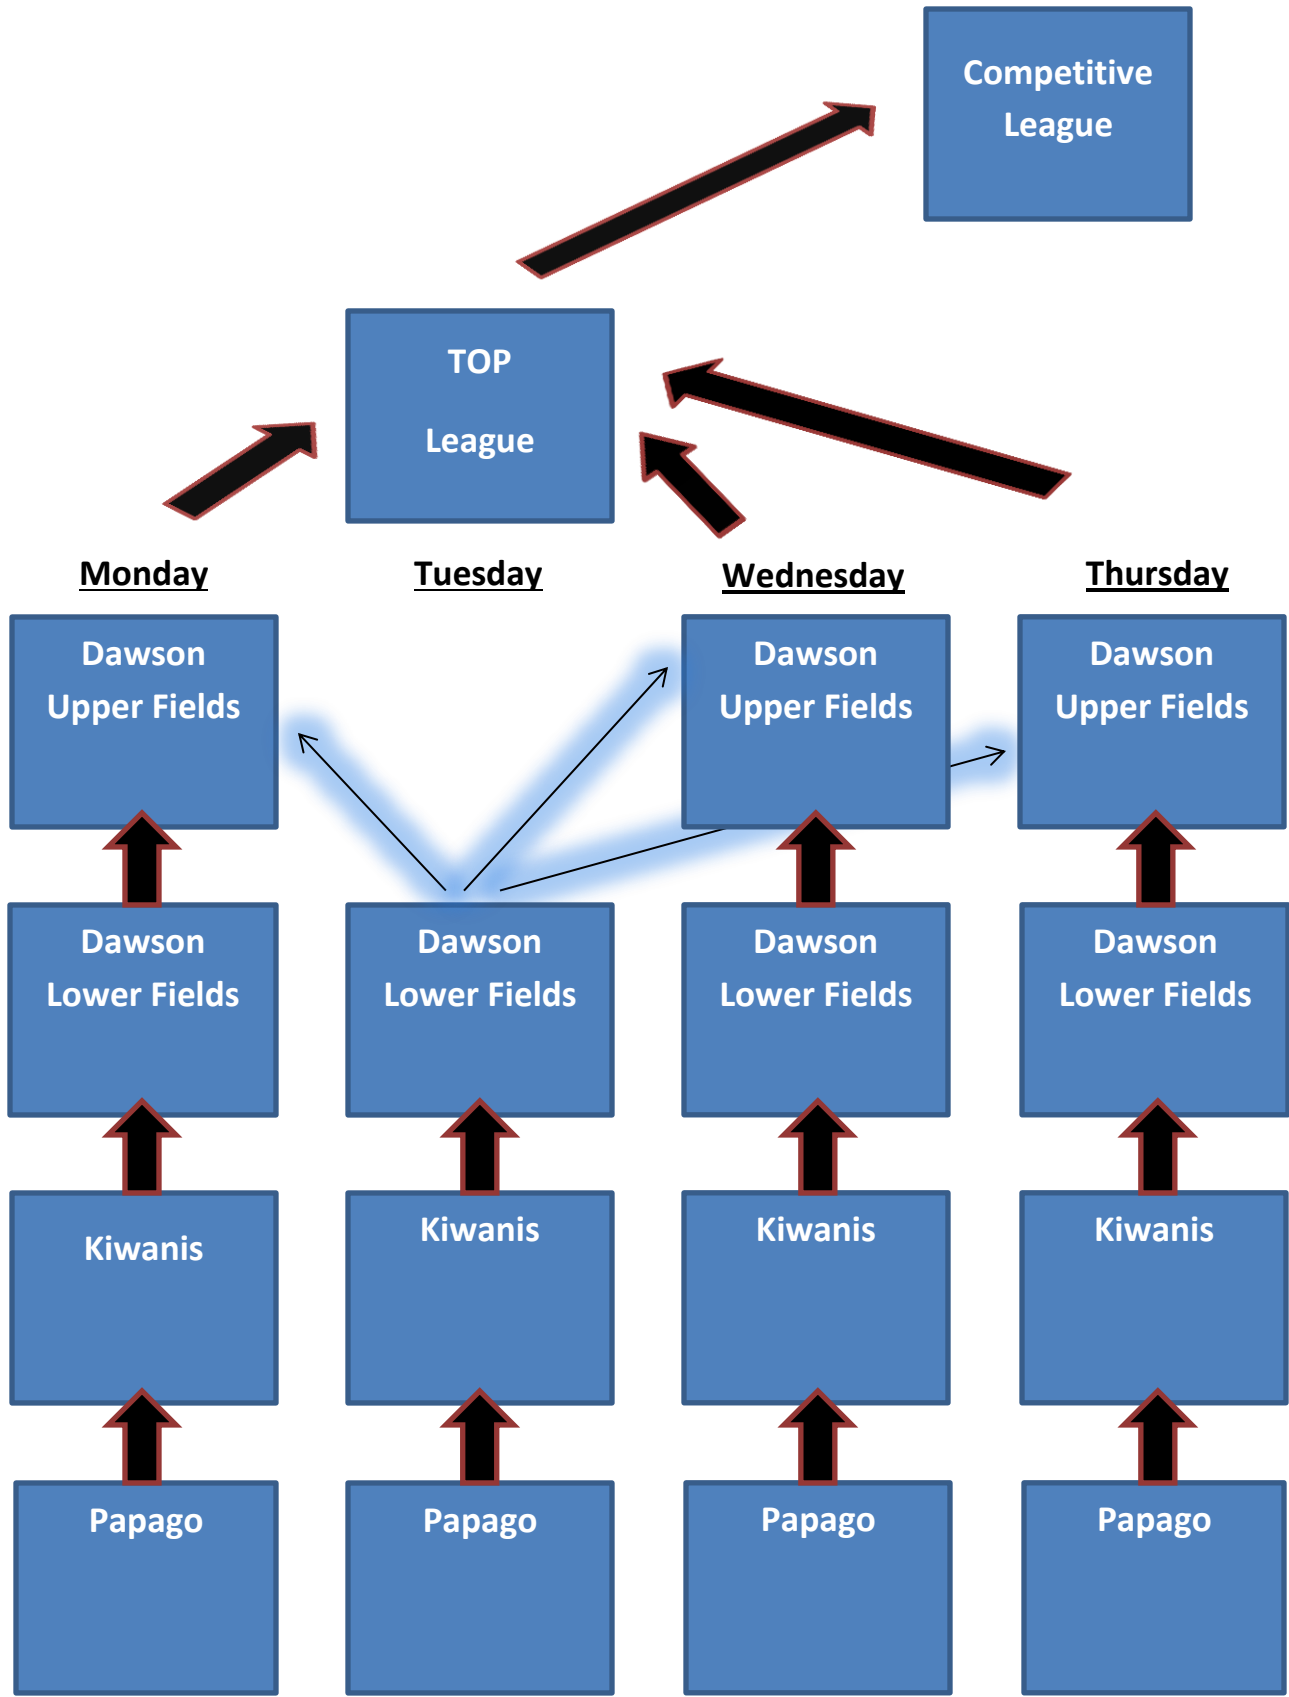 Competitive
League
TOP
League
Monday
Tuesday
Wednesday
Thursday
Dawson
Upper Fields
Dawson
Upper Fields
Dawson
Upper Fields
Dawson
Lower Fields
Dawson
Lower Fields
Dawson
Lower Fields
Dawson
Lower Fields
Kiwanis
Kiwanis
Kiwanis
Kiwanis
Papago
Papago
Papago
Papago